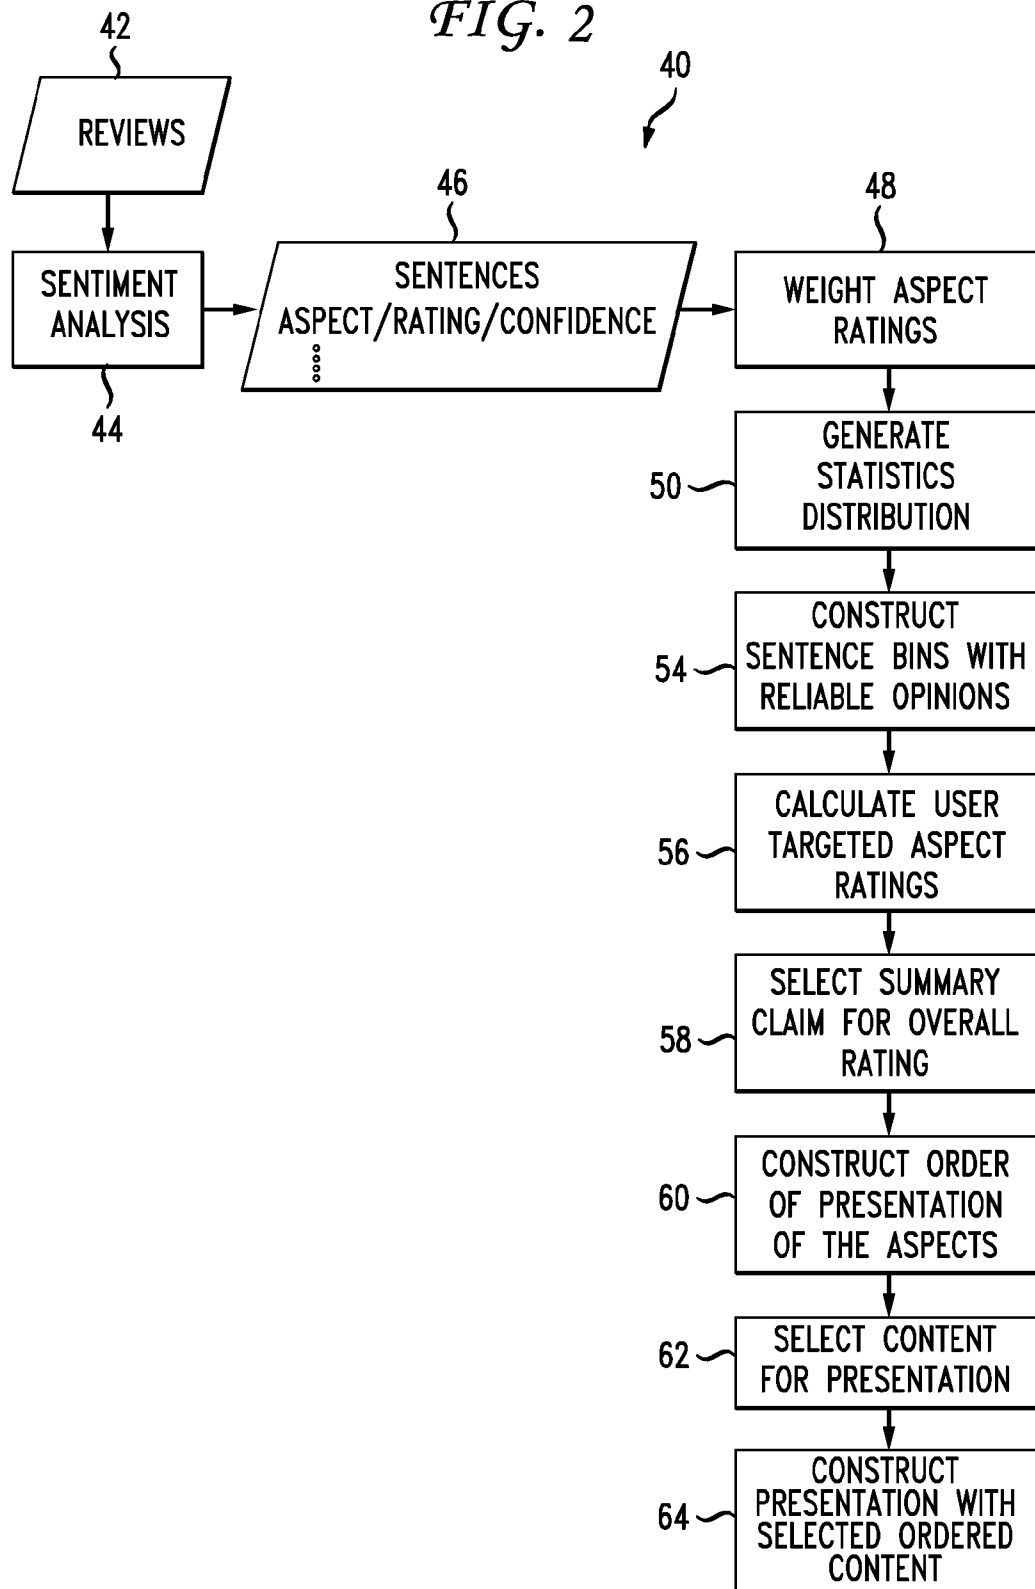 FIG. 2
42
40
REVIEWS
46
48
SENTIMENT
ANALYSIS
44
SENTENCES
ASPECT/RATING/CONFIDENCE
WEIGHT ASPECT
RATINGS
50
GENERATE
STATISTICS
DISTRIBUTION
54
CONSTRUCT
SENTENCE BINS WITH
RELIABLE OPINIONS
56
CALCULATE USER
TARGETED ASPECT
RATINGS
58
SELECT SUMMARY
CLAIM FOR OVERALL
RATING
60
CONSTRUCT ORDER
OF PRESENTATION
OF THE ASPECTS
62
SELECT CONTENT
FOR PRESENTATION
64
CONSTRUCT
PRESENTATION WITH
SELECTED ORDERED
CONTENT